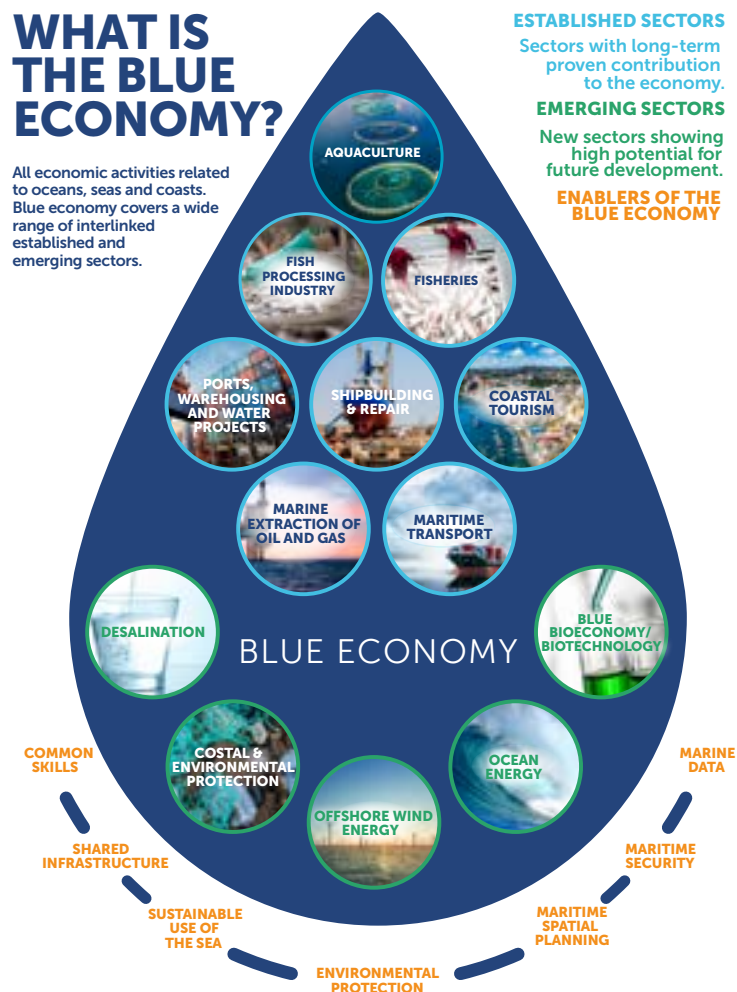 WHAT IS
THE BLUE
ECONOMY?
All economic activities related
to oceans, seas and coasts.
Blue economy covers a wide
range of interlinked
established and
emerging sectors.
ESTABLISHED SECTORS
Sectors with long-term
proven contribution
to the economy.
EMERGING SECTORS
New sectors showing
high potential for
future development.
ENABLERS OF THE
BLUE ECONOMY
AQUACULTURE
FISH
PROCESSING
INDUSTRY
FISHERIES
PORTS,
WAREHOUSING
AND WATER
PROJECTS
SHIPBUILDING
& REPAIR
COASTAL
TOURISM
MARINE
EXTRACTION OF
OIL AND GAS
MARITIME
TRANSPORT
DESALINATION
BLUE ECONOMY
BLUE
BIOECONOMY/
BIOTECHNOLOGY
COSTAL &
ENVIRONMENTAL
PROTECTION
OFFSHORE WIND
ENERGY
OCEAN
ENERGY
COMMON
SKILLS
SHARED
INFRASTRUCTURE
SUSTAINABLE
USE OF
THE SEA
ENVIRONMENTAL
PROTECTION
MARITIME
SPATIAL
PLANNING
MARITIME
SECURITY
MARINE
DATA